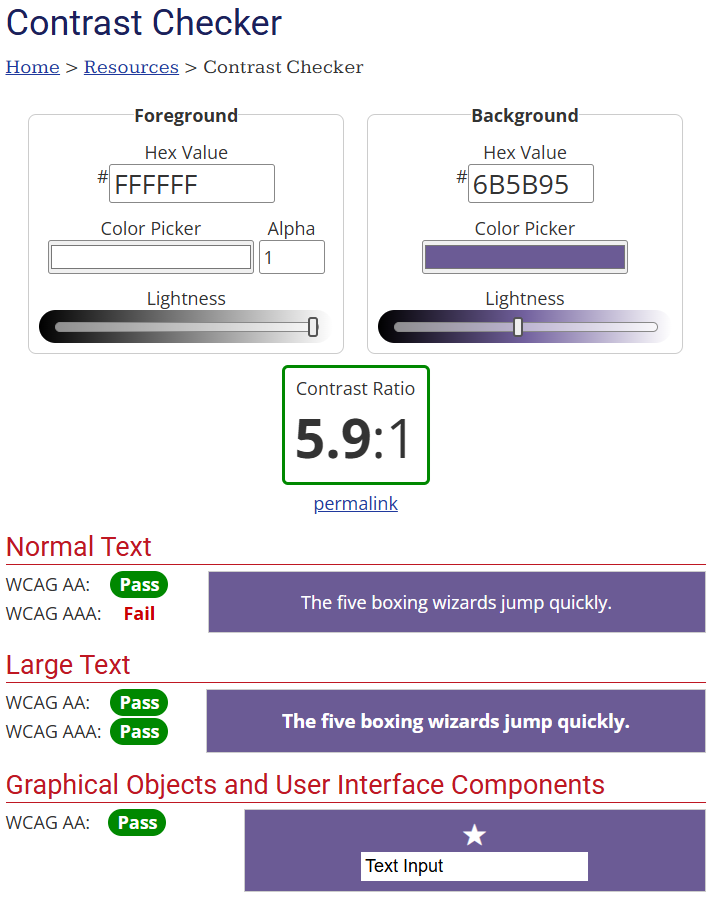 Contrast Checker
Home > Resources > Contrast Checker
Foreground
Hex Value
# FFFFFF
Color Picker Alpha
1
Lightness
Background
Hex Value
# 6B5B95
Color Picker
Lightness
Contrast Ratio
5.9:1
permalink
Normal Text
WCAG AA: Pass
WCAG AAA: Fail
The five boxing wizards jump quickly.
Large Text
WCAG AA: Pass
WCAG AAA: Pass
The five boxing wizards jump quickly.
Graphical Objects and User Interface Components
WCAG AA: Pass
Text Input